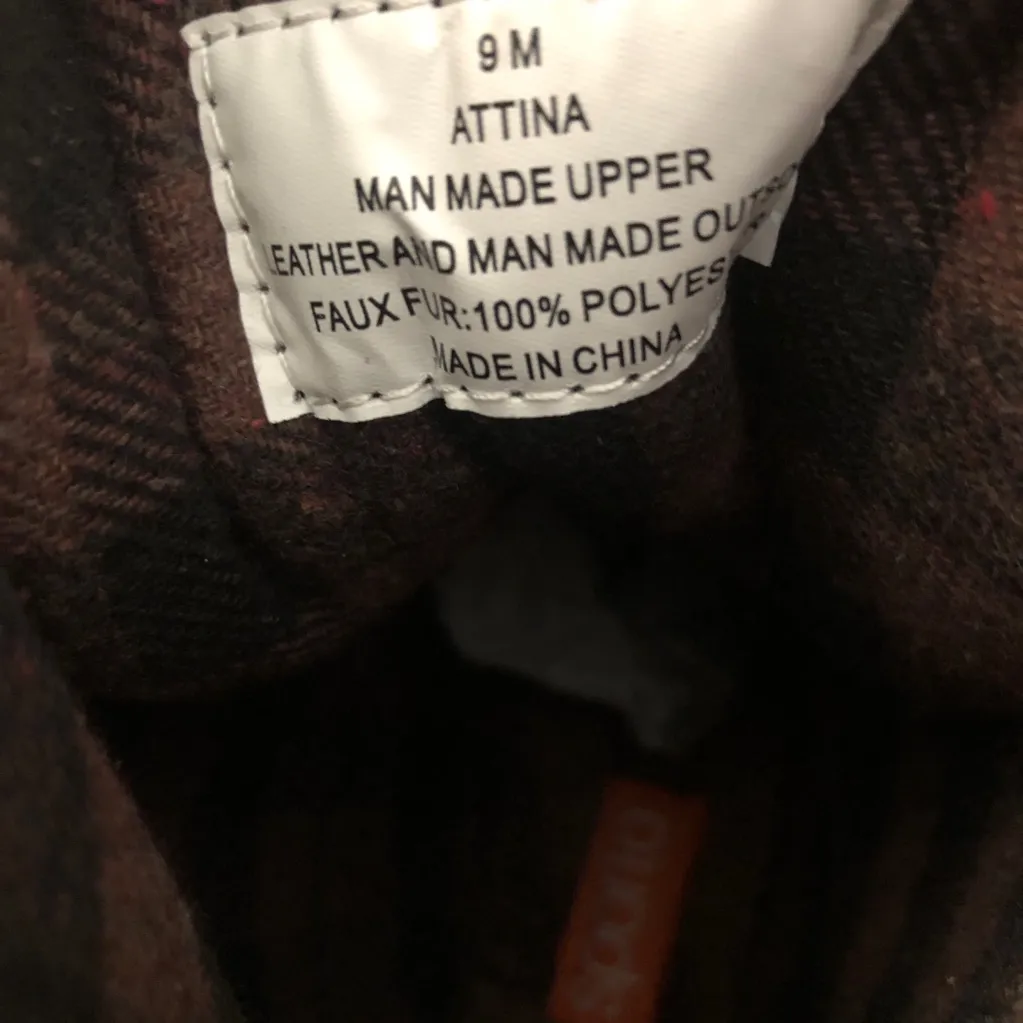 9 M
ATTINA
MAN MADE UPPER
LEATHER AND MAN MADE OUTSO
FAUX FUR:100% POLYES
MADE IN CHINA